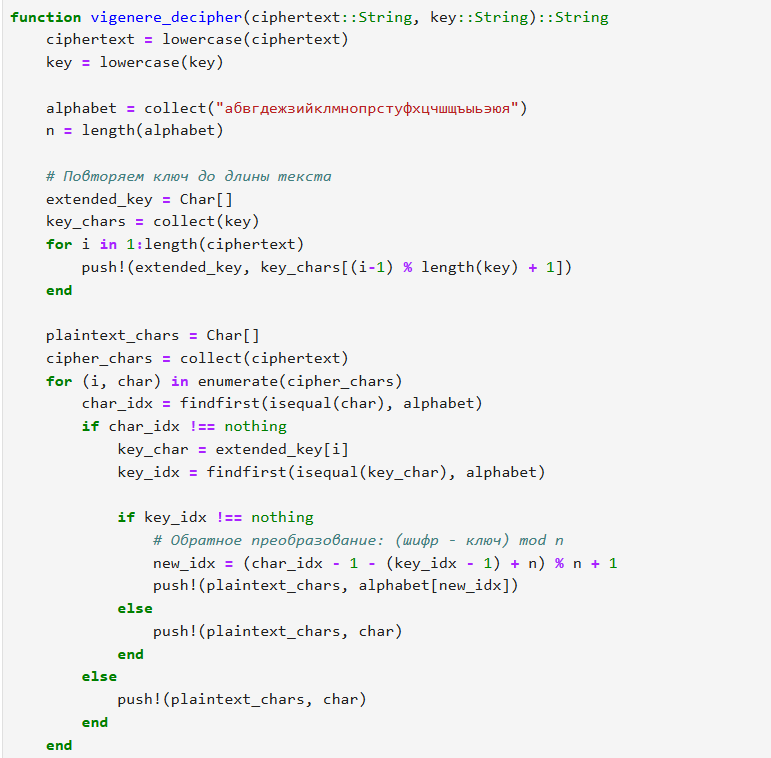 function vigenere_decipher(ciphertext::String, key::String)::String
    ciphertext = lowercase(ciphertext)
    key = lowercase(key)

    alphabet = collect("абвгдежзийклмнопрстуфхцчшщъыьэюя")
    n = length(alphabet)

    # Повторяем ключ до длины текста
    extended_key = Char[]
    key_chars = collect(key)
    for i in 1:length(ciphertext)
        push!(extended_key, key_chars[(i-1) % length(key) + 1])
    end

    plaintext_chars = Char[]
    cipher_chars = collect(ciphertext)
    for (i, char) in enumerate(cipher_chars)
        char_idx = findfirst(isequal(char), alphabet)
        if char_idx !== nothing
            key_char = extended_key[i]
            key_idx = findfirst(isequal(key_char), alphabet)

            if key_idx !== nothing
                # Обратное преобразование: (шифр - ключ) mod n
                new_idx = (char_idx - 1 - (key_idx - 1) + n) % n + 1
                push!(plaintext_chars, alphabet[new_idx])
            else
                push!(plaintext_chars, char)
            end
        else
            push!(plaintext_chars, char)
        end
    end